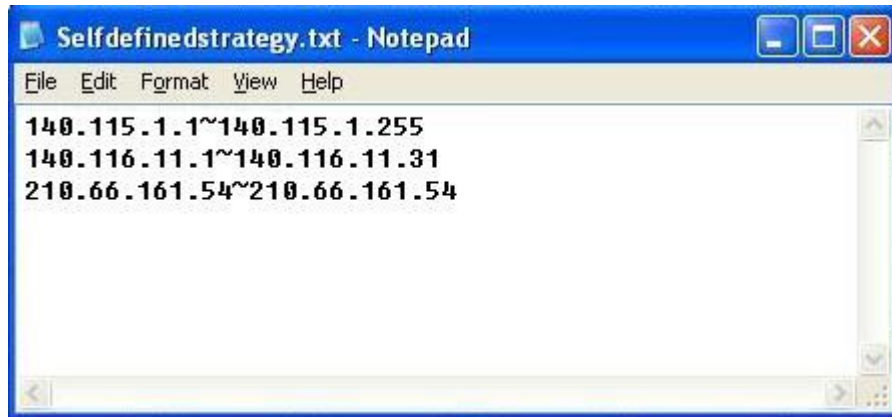 Selfdefinedstrategy.txt - Notepad
File Edit Format View Help
140.115.1.1~140.115.1.255
140.116.11.1~140.116.11.31
210.66.161.54~210.66.161.54